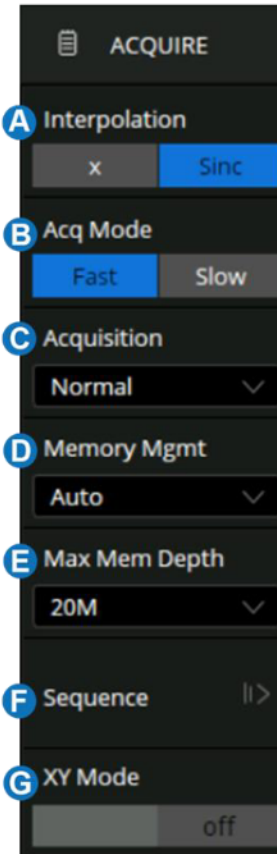 ACQUIRE
A Interpolation
x Sinc
B Acq Mode
Fast Slow
C Acquisition
Normal
D Memory Mgmt
Auto
E Max Mem Depth
20M
F Sequence
G XY Mode
off